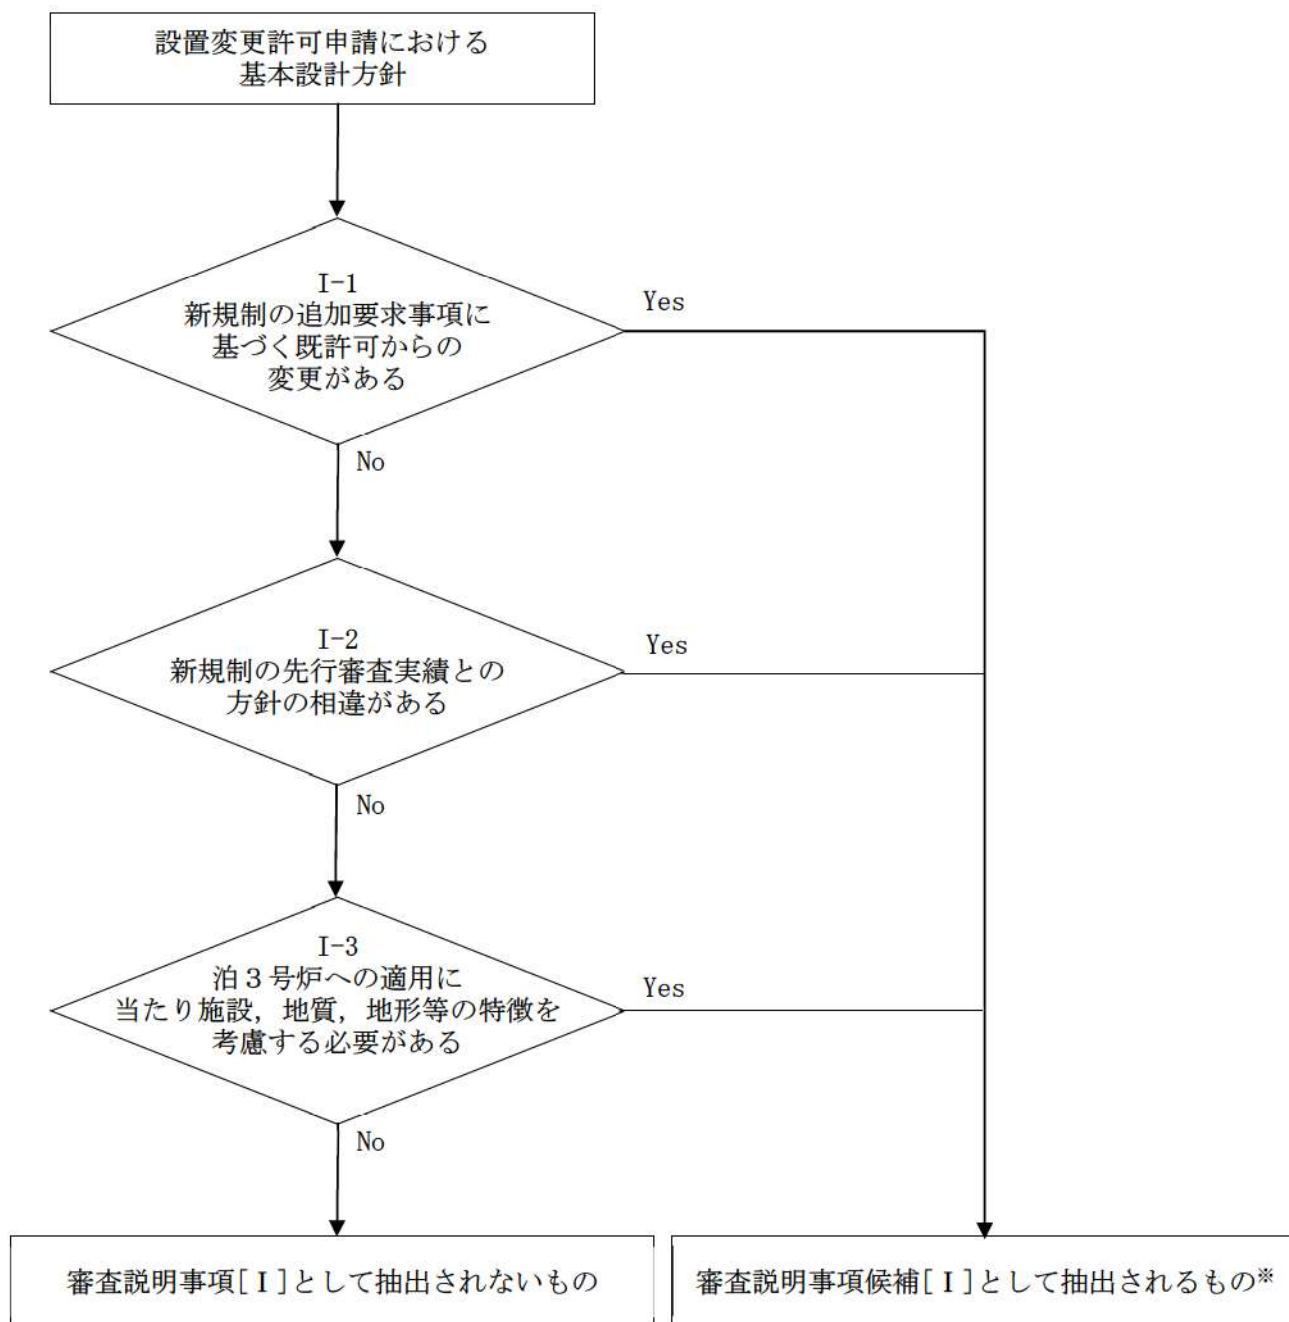 設置変更許可申請における
基本設計方針
I-1
新規制の追加要求事項に
基づく既許可からの
変更がある
Yes
No
I-2
新規制の先行審査実績との
方針の相違がある
Yes
No
I-3
泊３号炉への適用に
当たり施設，地質，地形等の特徴を
考慮する必要がある
Yes
No
審査説明事項[Ⅰ]として抽出されないもの
審査説明事項候補[Ⅰ]として抽出されるもの※